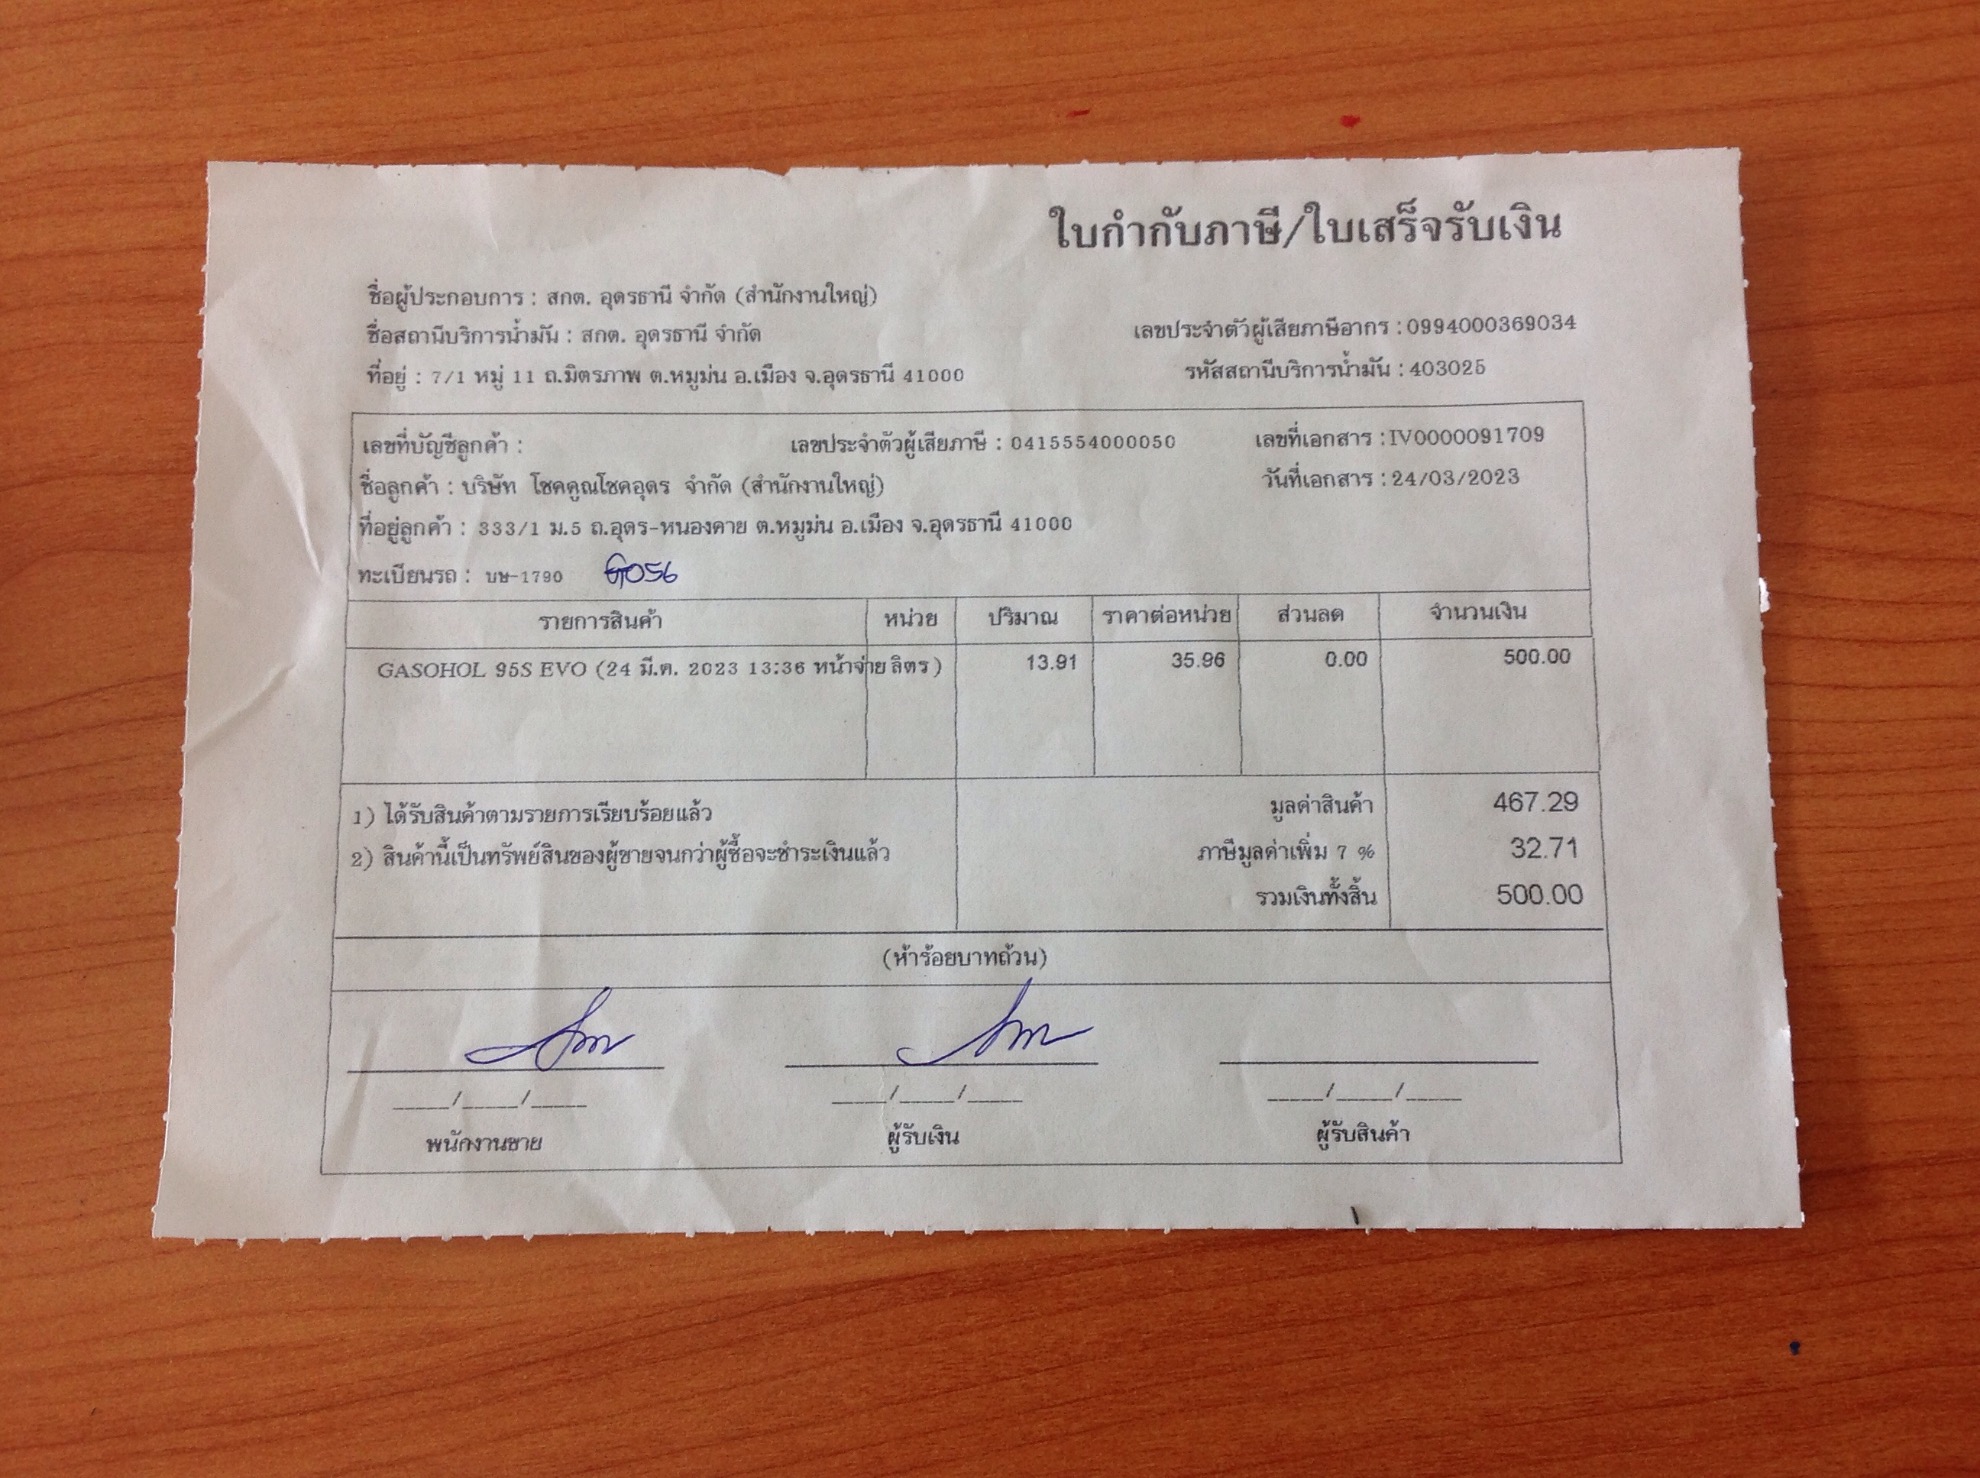 ใบกำกับภาษี/ใบเสร็จรับเงิน
ชื่อผู้ประกอบการ : สกต. อุดรธานี จำกัด (สำนักงานใหญ่)
ชื่อสถานีบริการน้ำมัน : สกต. อุดรธานี จำกัด
เลขประจำตัวผู้เสียภาษีอากร : 0994000369034
ที่อยู่ : 7/1 หมู่ 11 ถ.มิตรภาพ ต.หมูม่น อ.เมือง จ.อุดรธานี 41000
รหัสสถานีบริการน้ำมัน : 403025
เลขที่บัญชีลูกค้า : เลขประจำตัวผู้เสียภาษี : 0415554000050 เลขที่เอกสาร : IV0000091709
ชื่อลูกค้า : บริษัท โชคคูณโชคอุดร จำกัด (สำนักงานใหญ่) วันที่เอกสาร : 24/03/2023
ที่อยู่ลูกค้า : 333/1 ม.5 ถ.อุดร-หนองคาย ต.หมูม่น อ.เมือง จ.อุดรธานี 41000
ทะเบียนรถ : บษ-1790
รายการสินค้า หน่วย ปริมาณ ราคาต่อหน่วย ส่วนลด จำนวนเงิน
GASOHOL 95S EVO (24 มี.ค. 2023 13:36 หน้าจ่าย ลิตร ) 13.91 35.96 0.00 500.00
1) ได้รับสินค้าตามรายการเรียบร้อยแล้ว มูลค่าสินค้า 467.29
2) สินค้านี้เป็นทรัพย์สินของผู้ขายจนกว่าผู้ซื้อจะชำระเงินแล้ว ภาษีมูลค่าเพิ่ม 7 % 32.71
รวมเงินทั้งสิ้น 500.00
(ห้าร้อยบาทถ้วน)
____/____/____ ____/____/____ ____/____/____
พนักงานขาย ผู้รับเงิน ผู้รับสินค้า